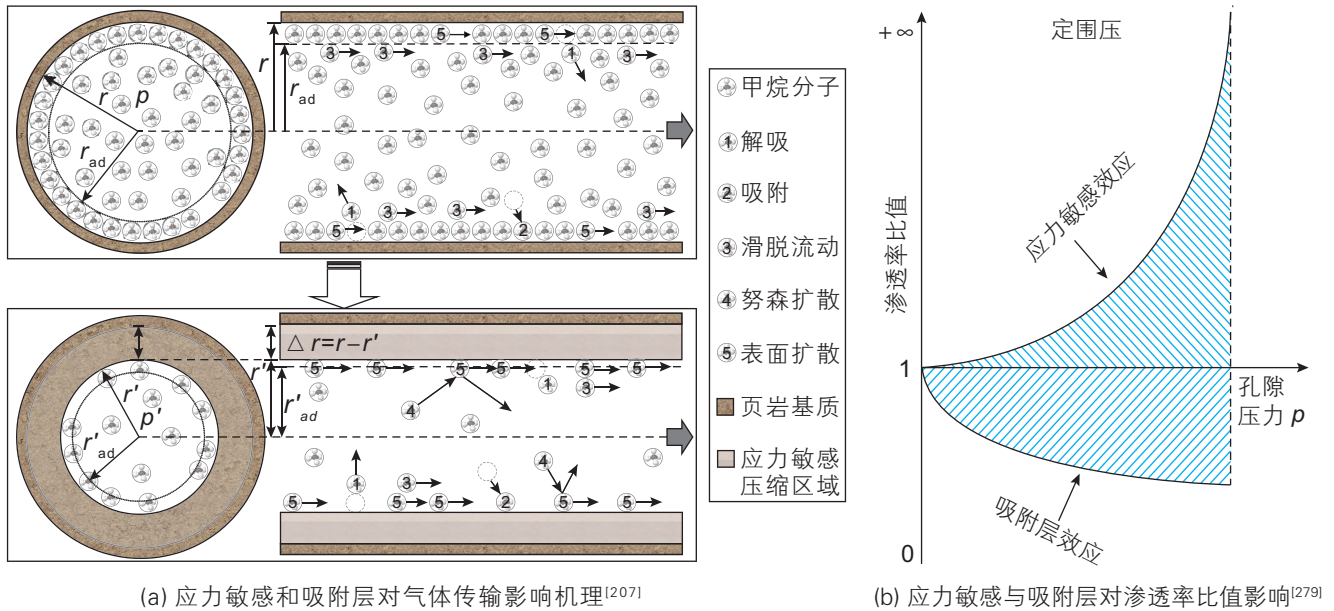 r
r_ad
r
p
r_ad
5
5
3
3
3
1
3
1
3
3
3
5
2
5
△ r=r−r′
r′
r′_ad
r′
p′
r′_ad
5
5
5
5
5
5
1
3
4
1
3
4
2
5
5
5
5
5
甲烷分子
1 解吸
2 吸附
3 滑脱流动
4 努森扩散
5 表面扩散
页岩基质
应力敏感
压缩区域
(a) 应力敏感和吸附层对气体传输影响机理[207]
定围压
+∞
渗透率比值
应力敏感效应
1
孔隙
压力 p
吸附层效应
0
(b) 应力敏感与吸附层对渗透率比值影响[279]